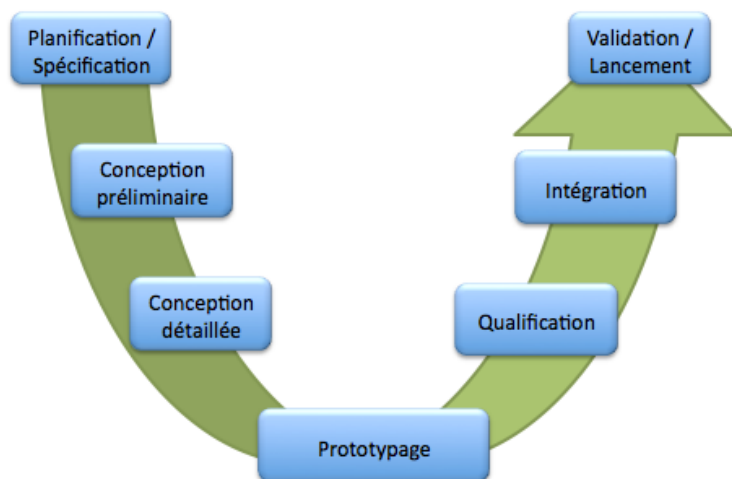 Planification /
Spécification
Validation /
Lancement
Conception
préliminaire
Intégration
Conception
détaillée
Qualification
Prototypage